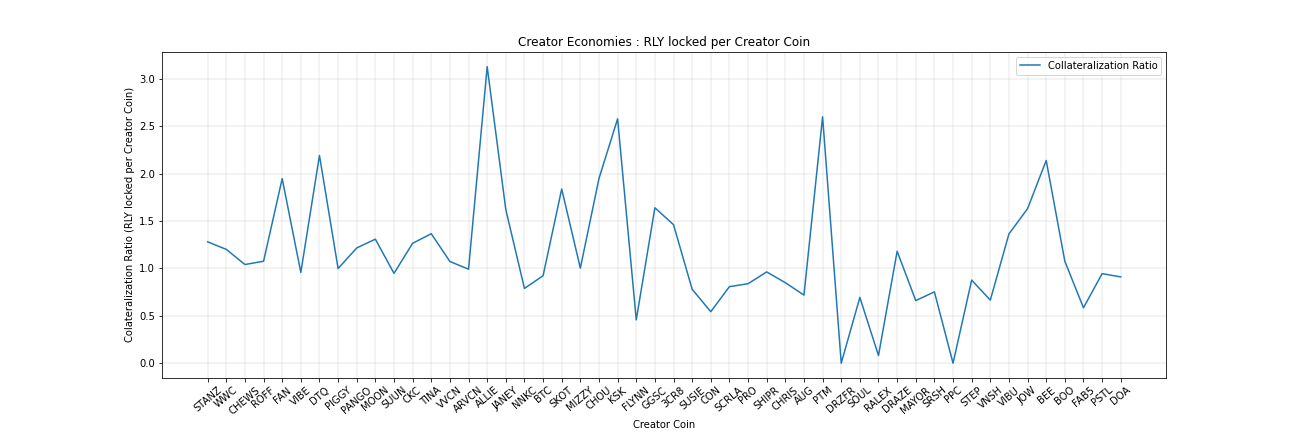 Creator Economies : RLY locked per Creator Coin
Collateralization Ratio
Colateralization Ratio (RLY locked per Creator Coin)
3.0
2.5
2.0
1.5
1.0
0.5
0.0
STANZ WWC CHEWS ROFF FAN VIBE DTQ PIGGY PANGO MOON SUUN CKC TINA VVCN ARVCN ALLIE JANEY NNKC BTC SKOT MIZZY CHOU KSK FLYNN GGSC 3CR8 SUSIE CON SCRLA PRO SHIPR CHRIS AUG PTM DRZFR SOUL RALEX DRAZE MAYOR SRSH PPC STEP VNSH VIBU JOW BEE BOO FAB5 PSTL DOA
Creator Coin